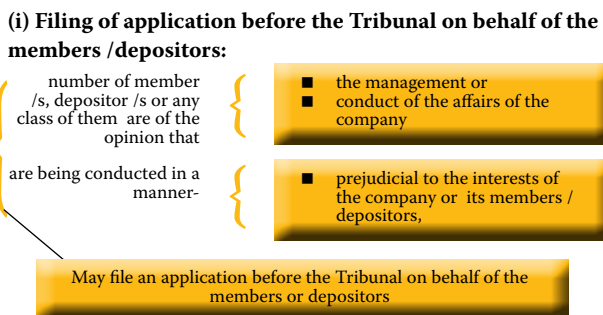 (i) Filing of application before the Tribunal on behalf of the
members /depositors:
number of member
/s, depositor /s or any
class of them are of the
opinion that
■ the management or
■ conduct of the affairs of the
company
are being conducted in a
manner-
■ prejudicial to the interests of
the company or its members /
depositors,
May file an application before the Tribunal on behalf of the
members or depositors